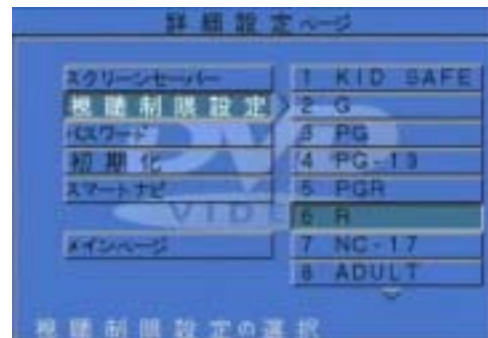 詳細設定ページ
スクリーンセーバー
視聴制限設定
パスワード
初期化
スマートナビ
メインページ
1 KID SAFE
2 G
3 PG
4 PG-13
5 PGR
6 R
7 NC-17
8 ADULT
VIDE
視聴制限設定の選択